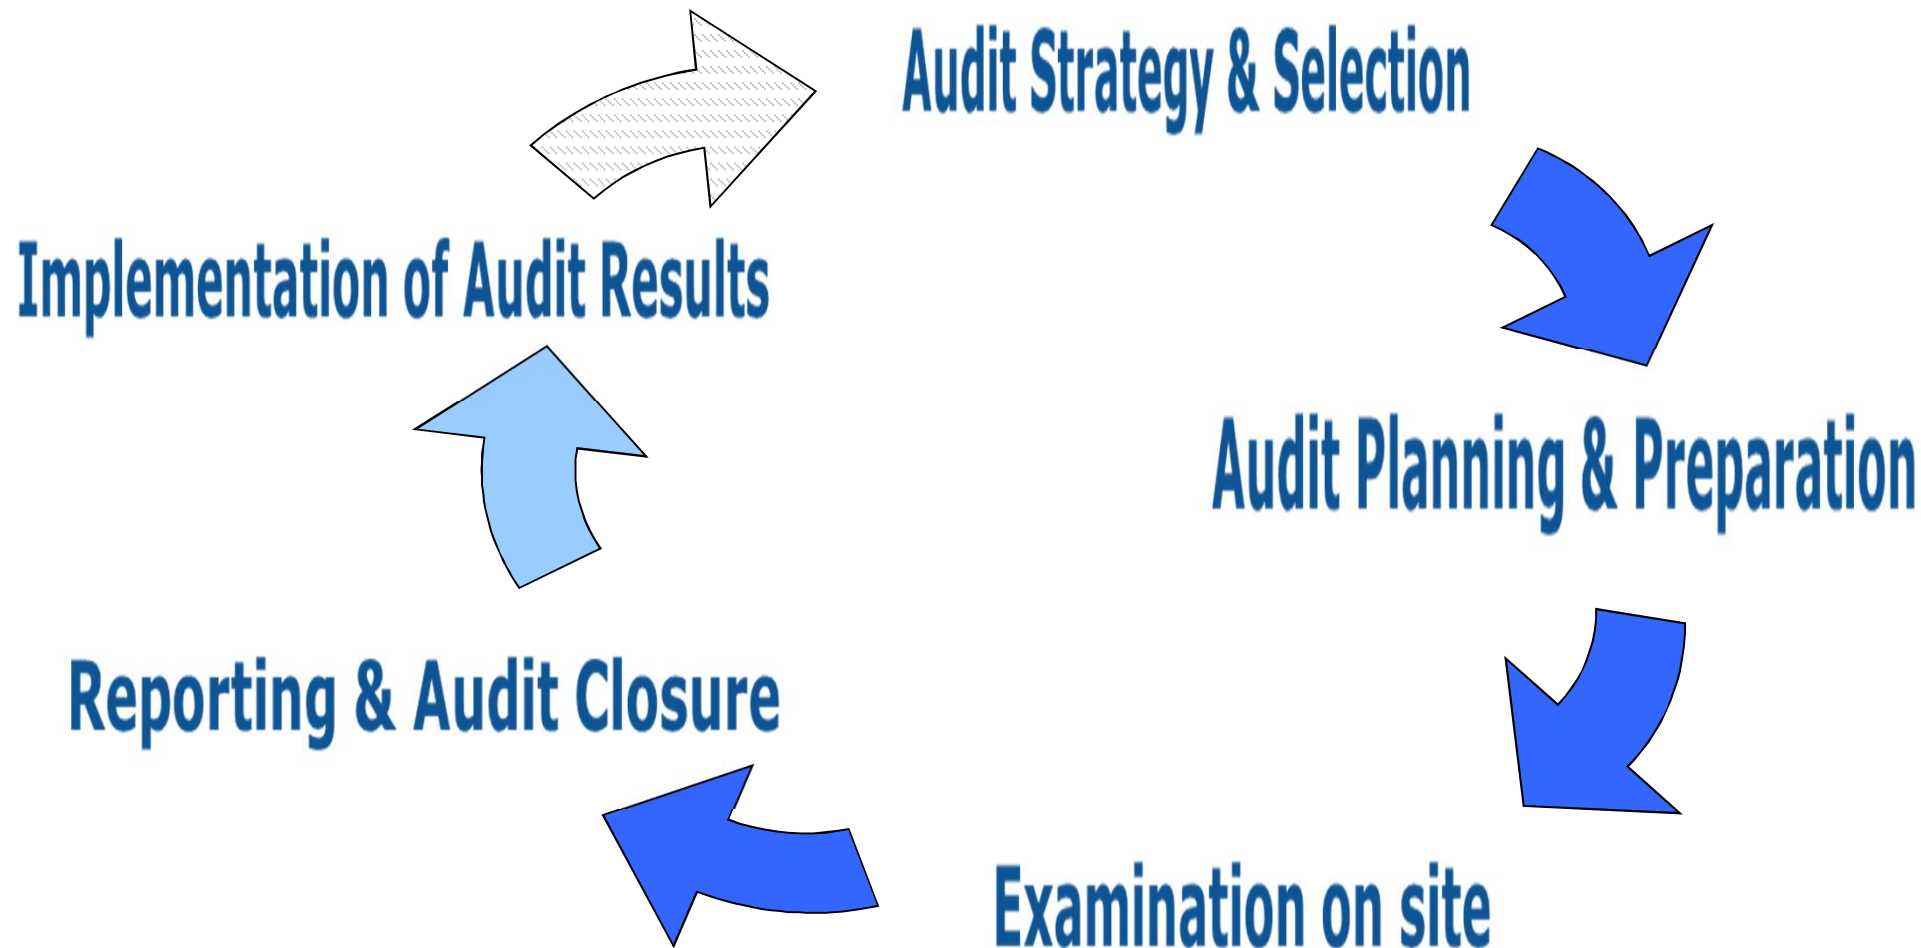 Audit Strategy & Selection
Implementation of Audit Results
Audit Planning & Preparation
Reporting & Audit Closure
Examination on site